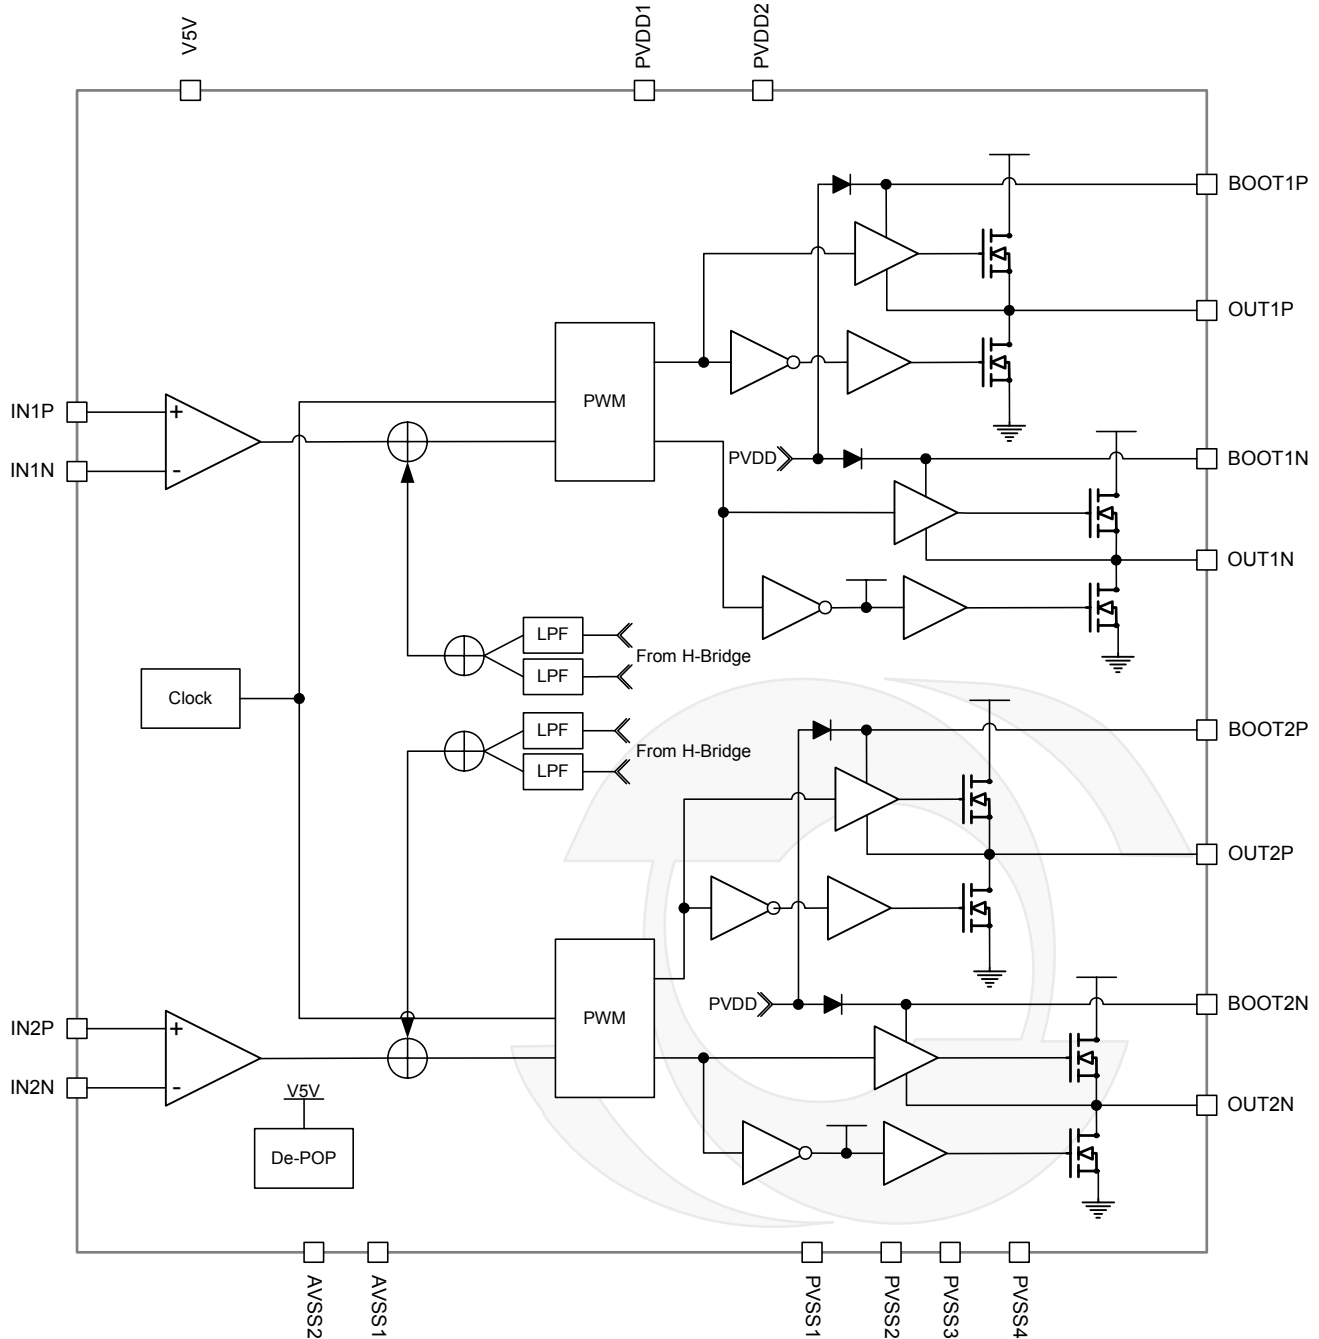 V5V
PVDD1
PVDD2
BOOT1P
OUT1P
PWM
IN1P
+
IN1N
-
PVDD
BOOT1N
OUT1N
LPF
From H-Bridge
LPF
Clock
LPF
From H-Bridge
LPF
BOOT2P
OUT2P
PVDD
BOOT2N
PWM
IN2P
+
IN2N
-
V5V
De-POP
OUT2N
AVSS2
AVSS1
PVSS1
PVSS2
PVSS3
PVSS4